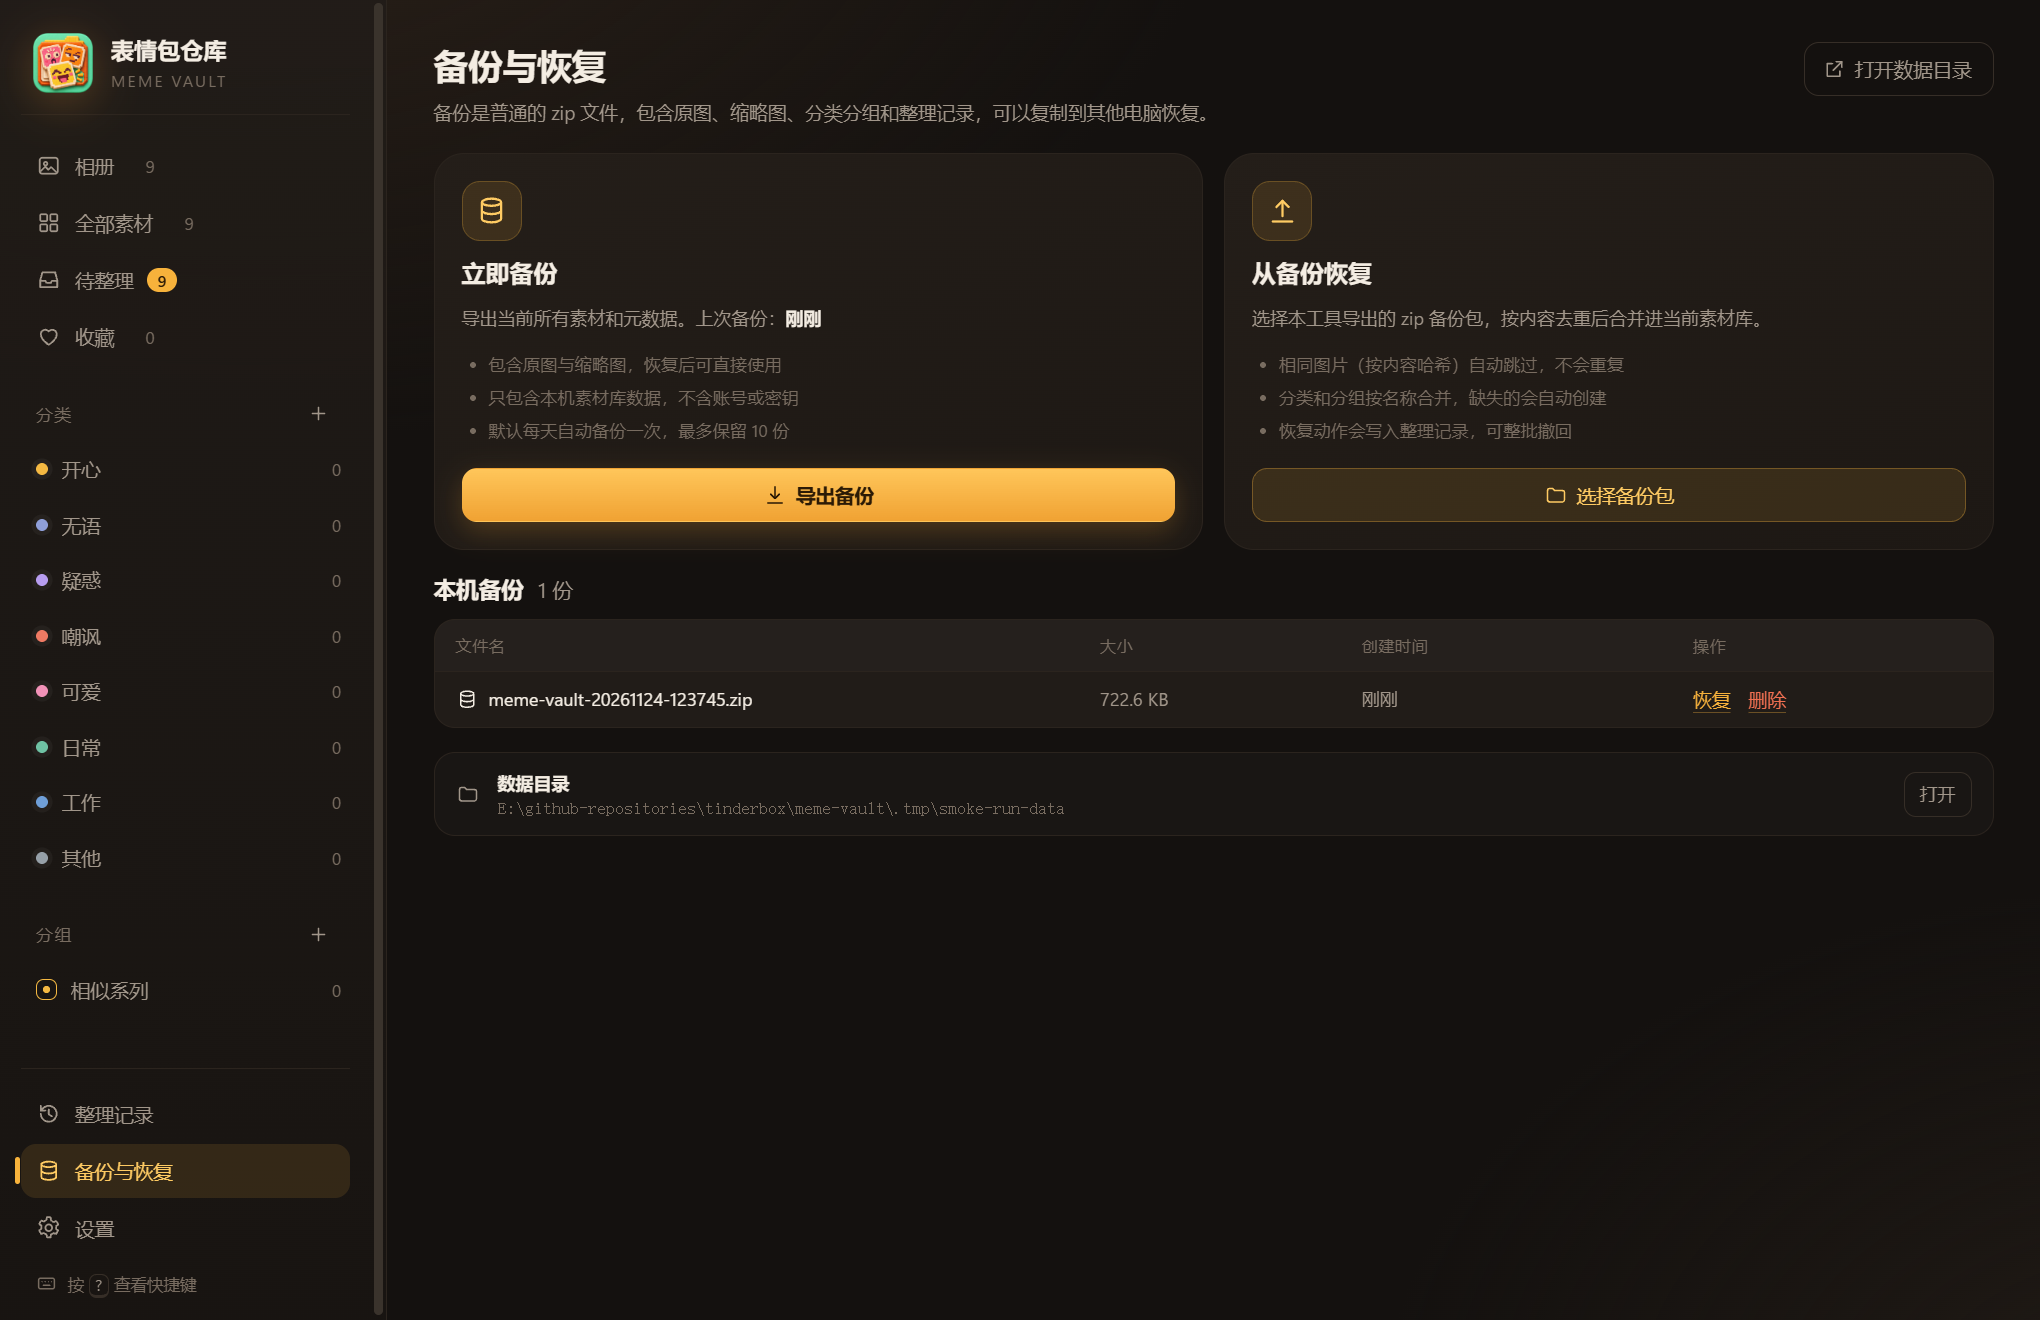 表情包仓库
MEME VAULT
相册 9
全部素材 9
待整理 9
收藏 0
分类
开心 0
无语 0
疑惑 0
嘲讽 0
可爱 0
日常 0
工作 0
其他 0
分组
相似系列 0
整理记录
备份与恢复
设置
按 ? 查看快捷键
备份与恢复
备份是普通的 zip 文件，包含原图、缩略图、分类分组和整理记录，可以复制到其他电脑恢复。
打开数据目录
立即备份
导出当前所有素材和元数据。上次备份：刚刚
包含原图与缩略图，恢复后可直接使用
只包含本机素材库数据，不含账号或密钥
默认每天自动备份一次，最多保留 10 份
导出备份
从备份恢复
选择本工具导出的 zip 备份包，按内容去重后合并进当前素材库。
相同图片（按内容哈希）自动跳过，不会重复
分类和分组按名称合并，缺失的会自动创建
恢复动作会写入整理记录，可整批撤回
选择备份包
本机备份 1 份
文件名 大小 创建时间 操作
meme-vault-20261124-123745.zip 722.6 KB 刚刚 恢复 删除
数据目录
E:\github-repositories\tinderbox\meme-vault\.tmp\smoke-run-data
打开